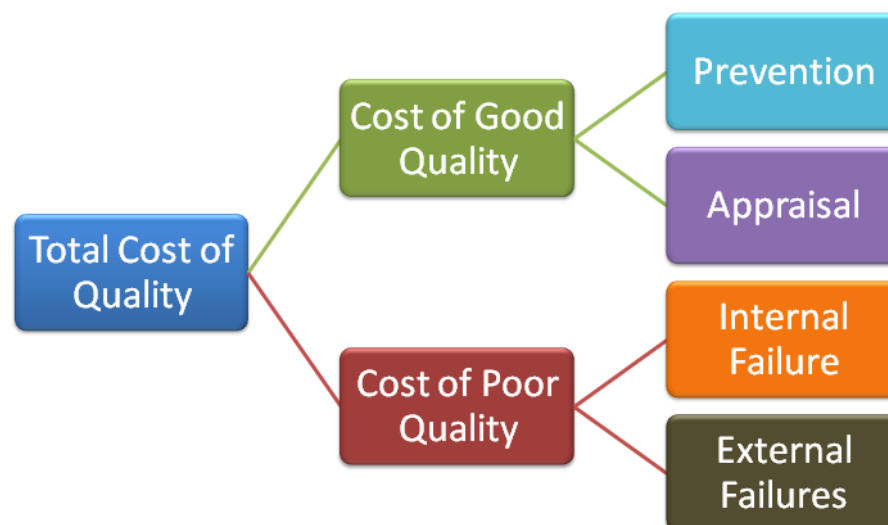 Total Cost of
Quality
Cost of Good
Quality
Prevention
Appraisal
Cost of Poor
Quality
Internal
Failure
External
Failures